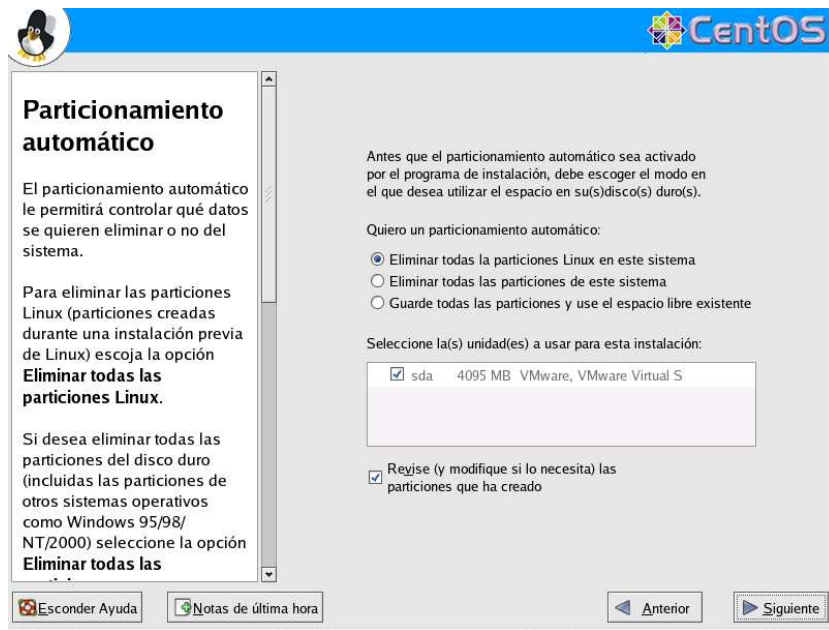 CentOS
Particionamiento
automático
El particionamiento automático
le permitirá controlar qué datos
se quieren eliminar o no del
sistema.
Para eliminar las particiones
Linux (particiones creadas
durante una instalación previa
de Linux) escoja la opción
Eliminar todas las
particiones Linux.
Si desea eliminar todas las
particiones del disco duro
(incluidas las particiones de
otros sistemas operativos
como Windows 95/98/
NT/2000) seleccione la opción
Eliminar todas las
Antes que el particionamiento automático sea activado
por el programa de instalación, debe escoger el modo en
el que desea utilizar el espacio en su(s)disco(s) duro(s).
Quiero un particionamiento automático:
Eliminar todas la particiones Linux en este sistema
Eliminar todas las particiones de este sistema
Guarde todas las particiones y use el espacio libre existente
Seleccione la(s) unidad(es) a usar para esta instalación:
sda 4095 MB VMware, VMware Virtual S
Revise (y modifique si lo necesita) las
particiones que ha creado
Esconder Ayuda
Notas de última hora
Anterior
Siguiente